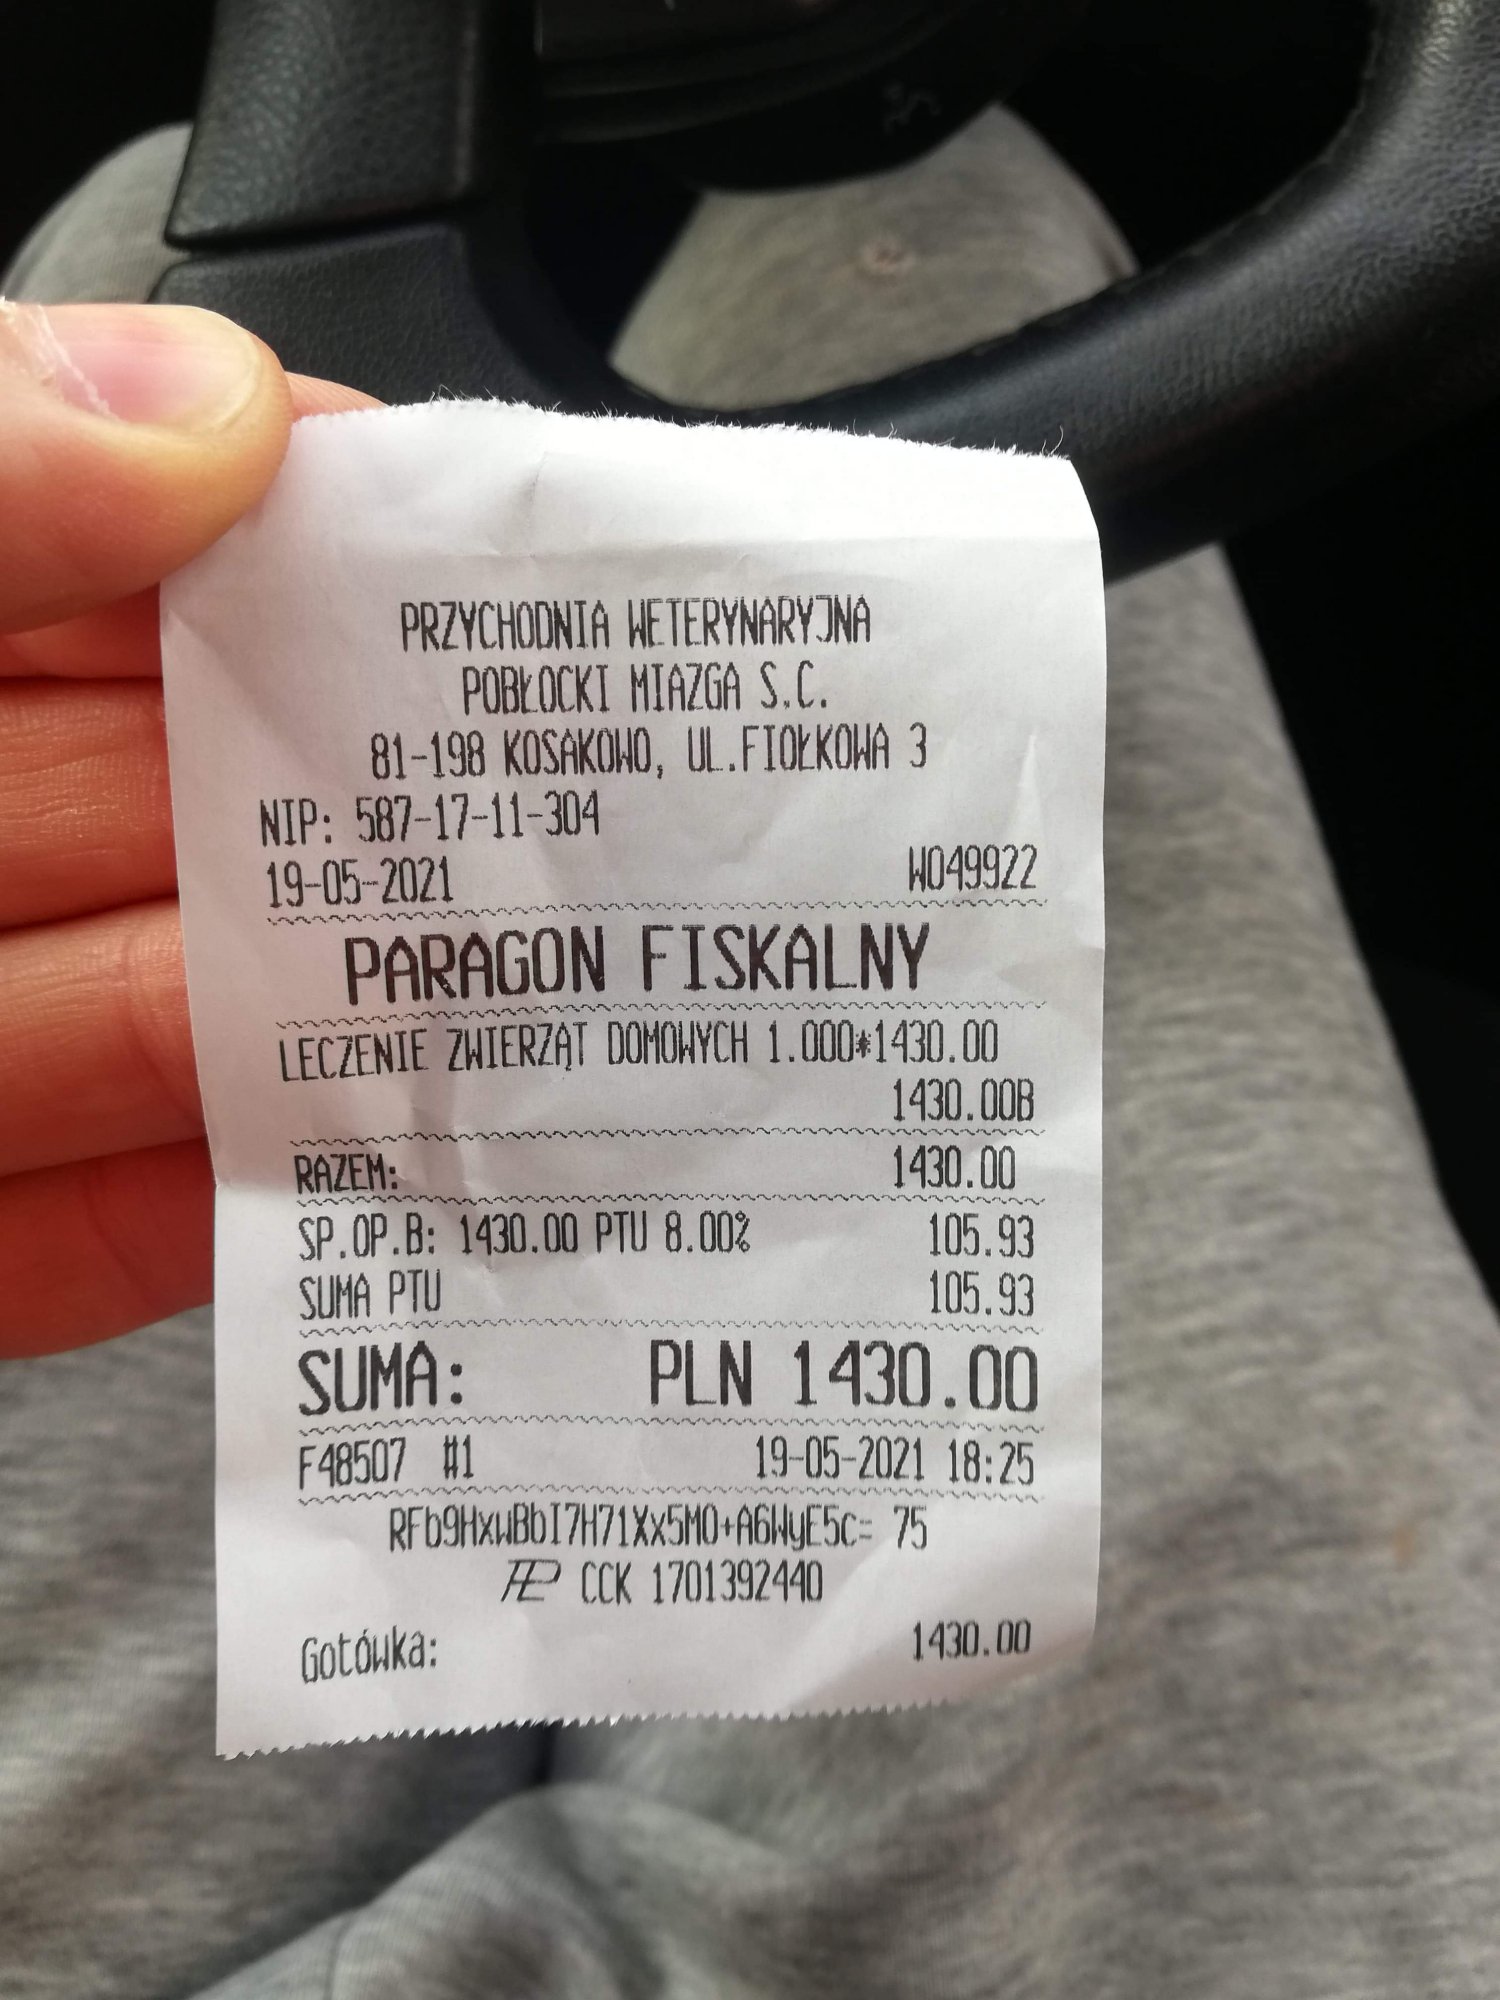 PRZYCHODNIA WETERYNARYJNA
POBŁOCKI MIAZGA S.C.
81-198 KOSAKOWO, UL.FIOŁKOWA 3
NIP: 587-17-11-304
19-05-2021 W049922
PARAGON FISKALNY
LECZENIE ZWIERZĄT DOMOWYCH 1.000*1430.00
1430.00B
RAZEM: 1430.00
SP.OP.B: 1430.00 PTU 8.00% 105.93
SUMA PTU 105.93
SUMA: PLN 1430.00
F48507 #1 19-05-2021 18:25
RFb9HxwBbI7H71Xx5MO+A6WyE5c= 75
CCK 1701392440
Gotówka: 1430.00